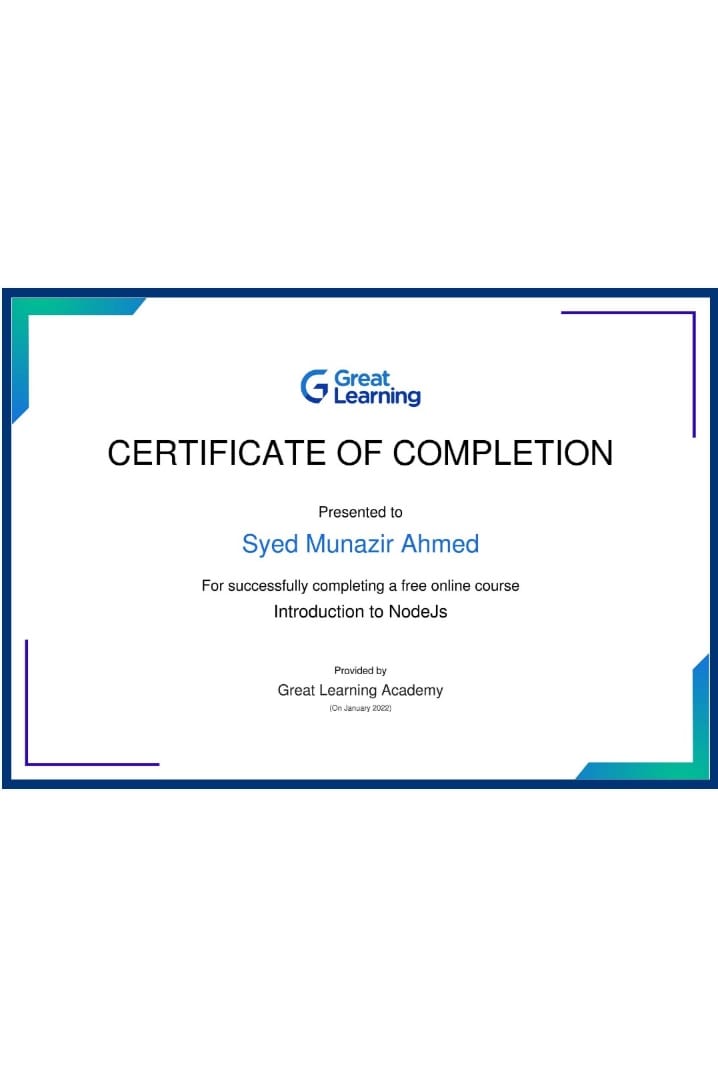 Great
Learning
CERTIFICATE OF COMPLETION
Presented to
Syed Munazir Ahmed
For successfully completing a free online course
Introduction to NodeJs
Provided by
Great Learning Academy
(On January 2022)